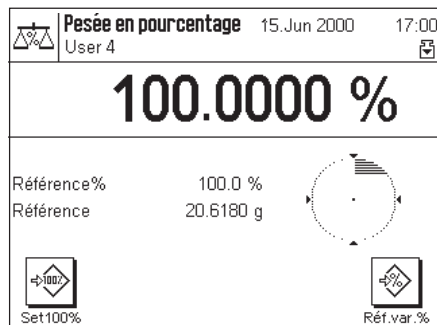 Pesée en pourcentage 15.Jun 2000 17:00
User 4
100.0000 %
Référence% 100.0 %
Référence 20.6180 g
Set100% Réf.var.%